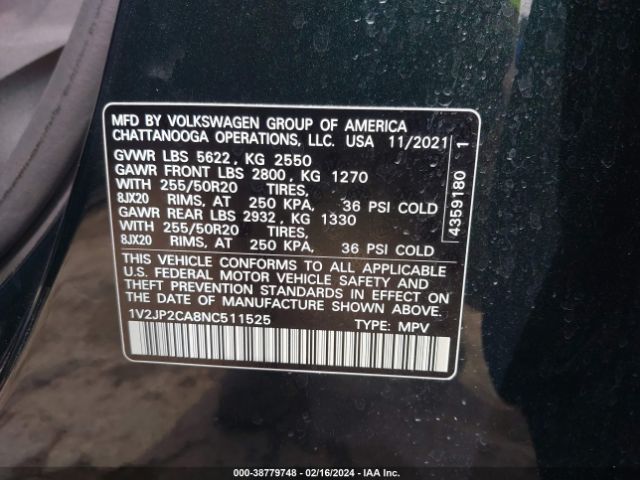 MFD BY VOLKSWAGEN GROUP OF AMERICA
CHATTANOOGA OPERATIONS, LLC. USA 11/2021
GVWR LBS 5622, KG 2550
GAWR FRONT LBS 2800, KG 1270
WITH 255/50R20 TIRES,
8JX20 RIMS, AT 250 KPA, 36 PSI COLD
GAWR REAR LBS 2932, KG 1330
WITH 255/50R20 TIRES,
8JX20 RIMS, AT 250 KPA, 36 PSI COLD
THIS VEHICLE CONFORMS TO ALL APPLICABLE
U.S. FEDERAL MOTOR VEHICLE SAFETY AND
THEFT PREVENTION STANDARDS IN EFFECT ON
THE DATE OF MANUFACTURE SHOWN ABOVE.
1V2JP2CA8NC511525 TYPE: MPV
4359180 1
000-38779748 - 02/16/2024 - IAA Inc.